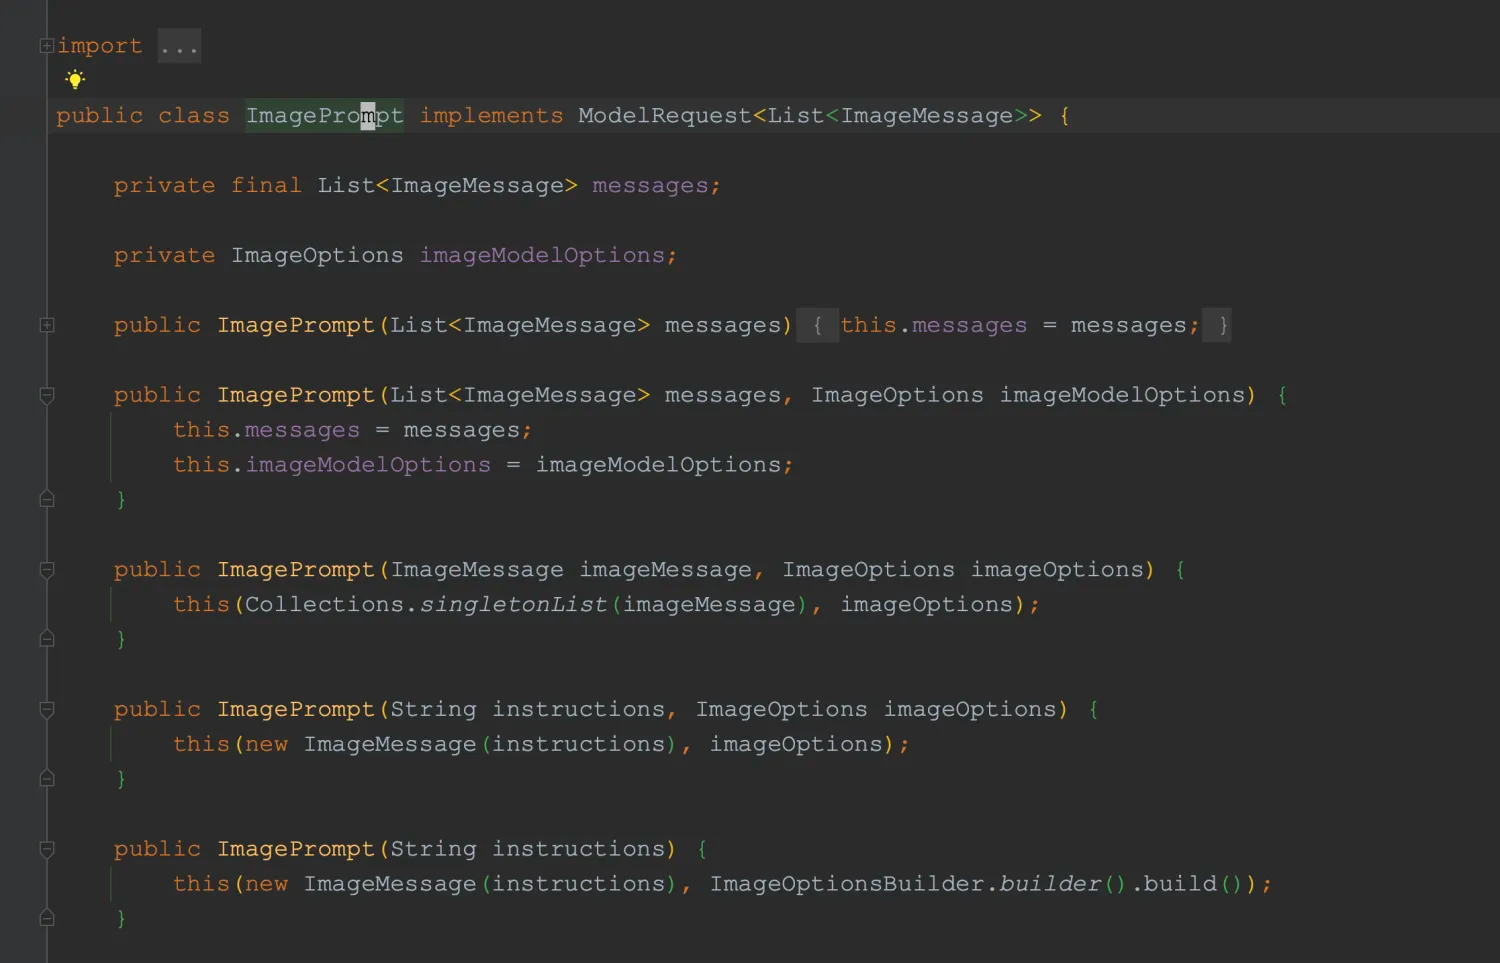 import ...
public class ImagePrompt implements ModelRequest<List<ImageMessage>> {
private final List<ImageMessage> messages;
private ImageOptions imageModelOptions;
public ImagePrompt(List<ImageMessage> messages) { this.messages = messages; }
public ImagePrompt(List<ImageMessage> messages, ImageOptions imageModelOptions) {
this.messages = messages;
this.imageModelOptions = imageModelOptions;
}
public ImagePrompt(ImageMessage imageMessage, ImageOptions imageOptions) {
this(Collections.singletonList(imageMessage), imageOptions);
}
public ImagePrompt(String instructions, ImageOptions imageOptions) {
this(new ImageMessage(instructions), imageOptions);
}
public ImagePrompt(String instructions) {
this(new ImageMessage(instructions), ImageOptionsBuilder.builder().build());
}